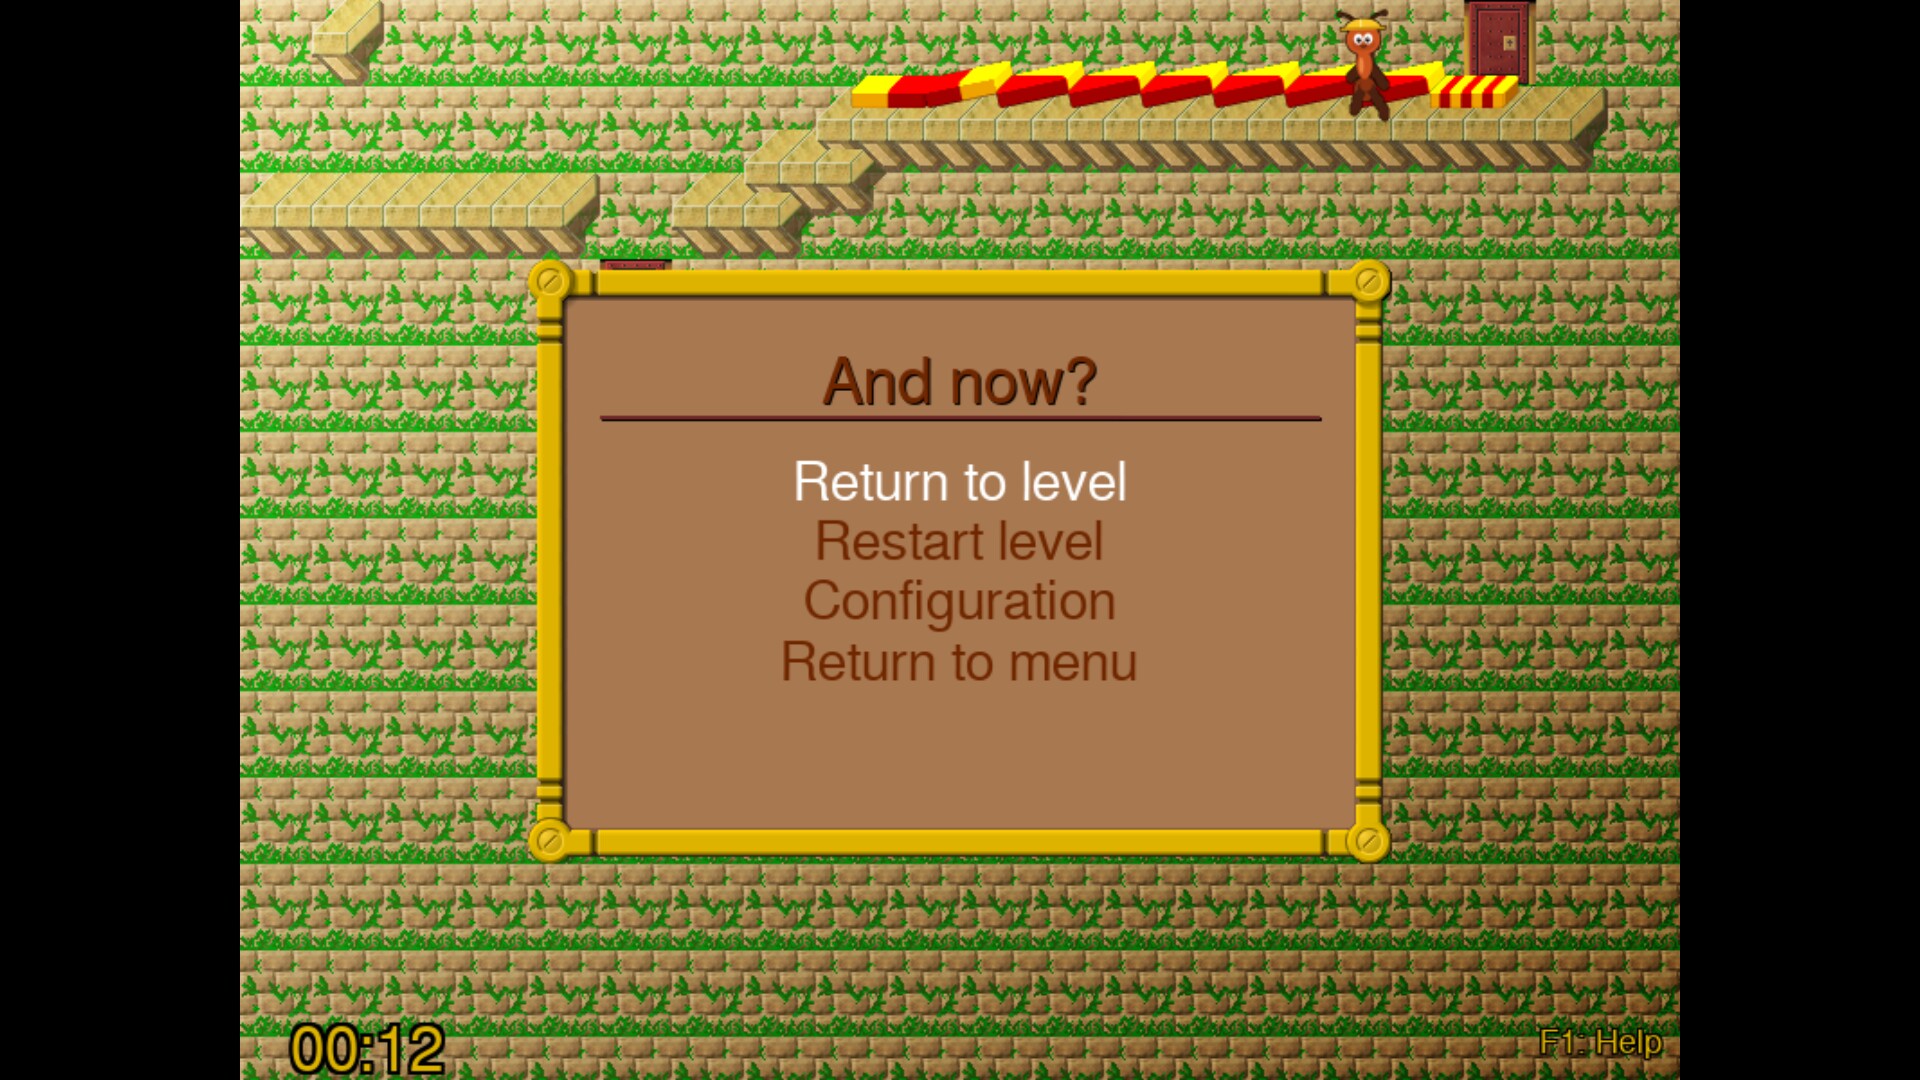 And now?
Return to level
Restart level
Configuration
Return to menu
00:12
F1: Help